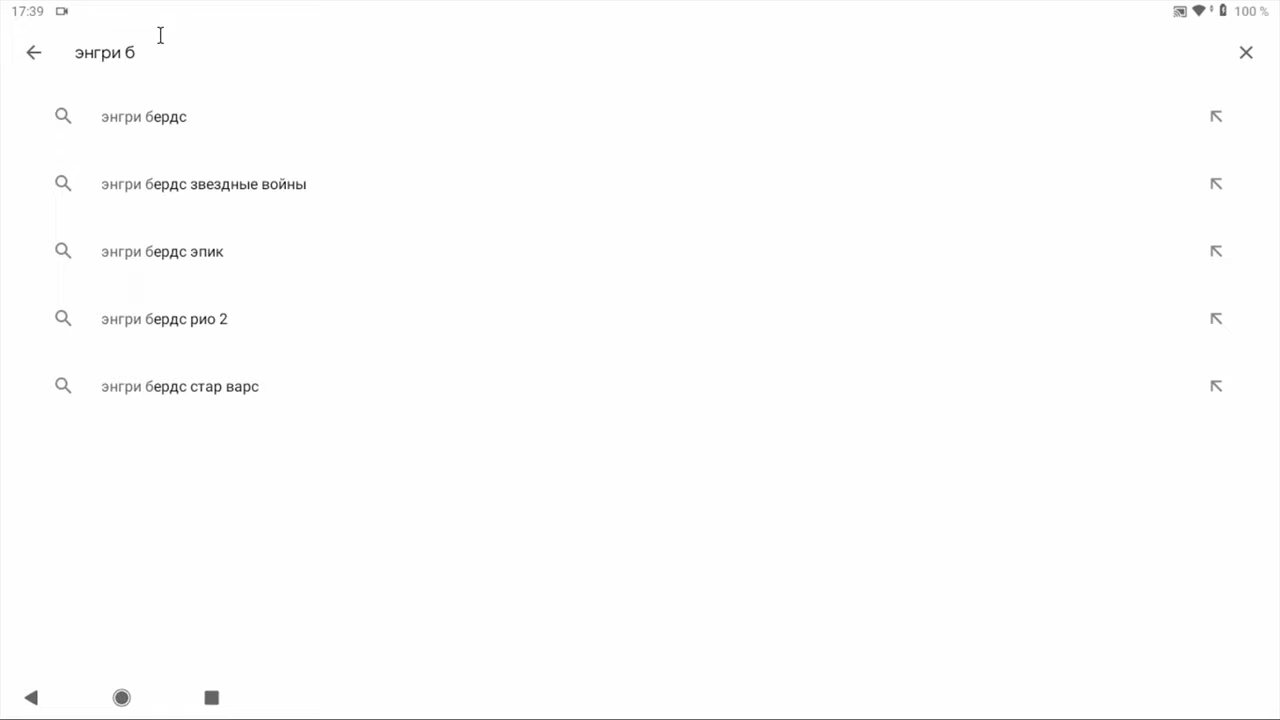 17:39 100 %
энгри б
энгри бердс
энгри бердс звездные войны
энгри бердс эпик
энгри бердс рио 2
энгри бердс стар варс